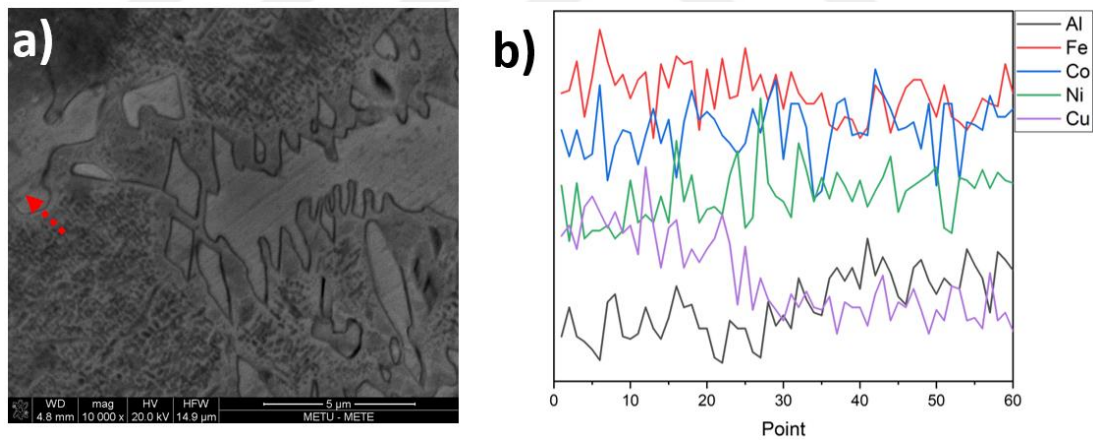 a)
WD
mag
HV
HFW
4.8 mm
10 000 x
20.0 kV
14.9 µm
5 µm
METU - METE
b)
Al
Fe
Co
Ni
Cu
0
10
20
30
40
50
60
Point